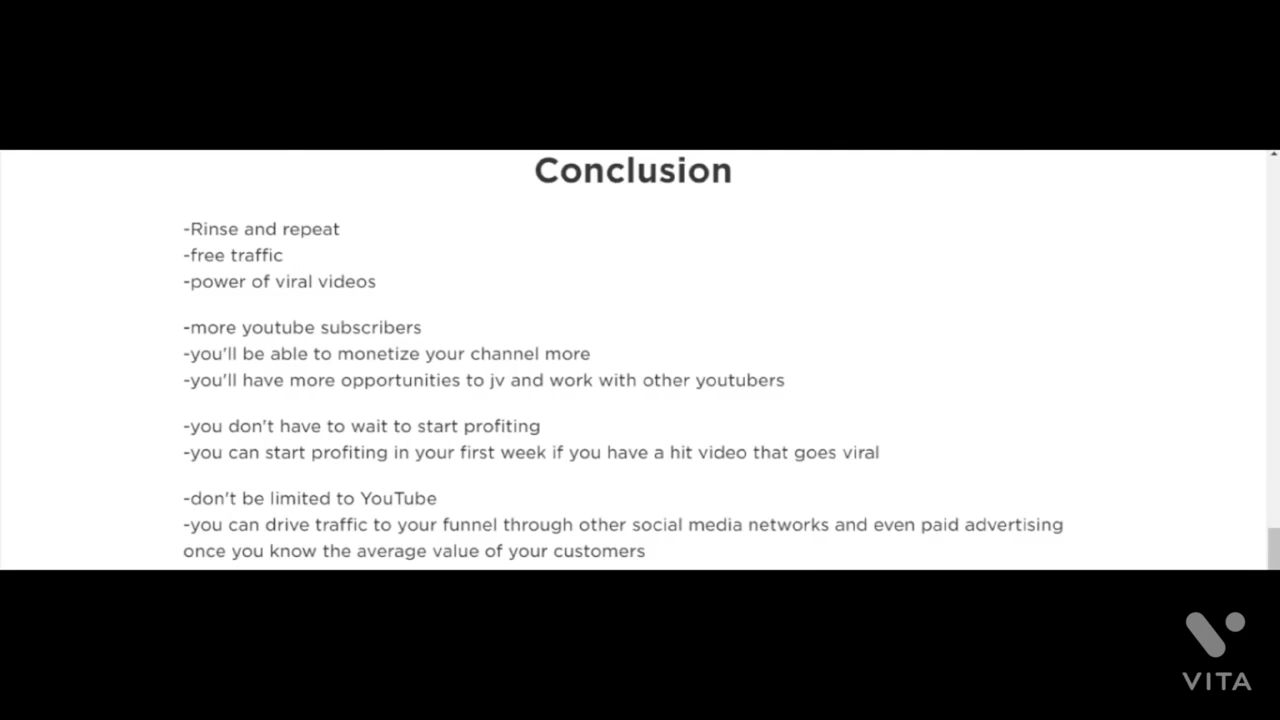 Conclusion
-Rinse and repeat
-free traffic
-power of viral videos
-more youtube subscribers
-you'll be able to monetize your channel more
-you'll have more opportunities to jv and work with other youtubers
-you don't have to wait to start profiting
-you can start profiting in your first week if you have a hit video that goes viral
-don't be limited to YouTube
-you can drive traffic to your funnel through other social media networks and even paid advertising
once you know the average value of your customers
VITA